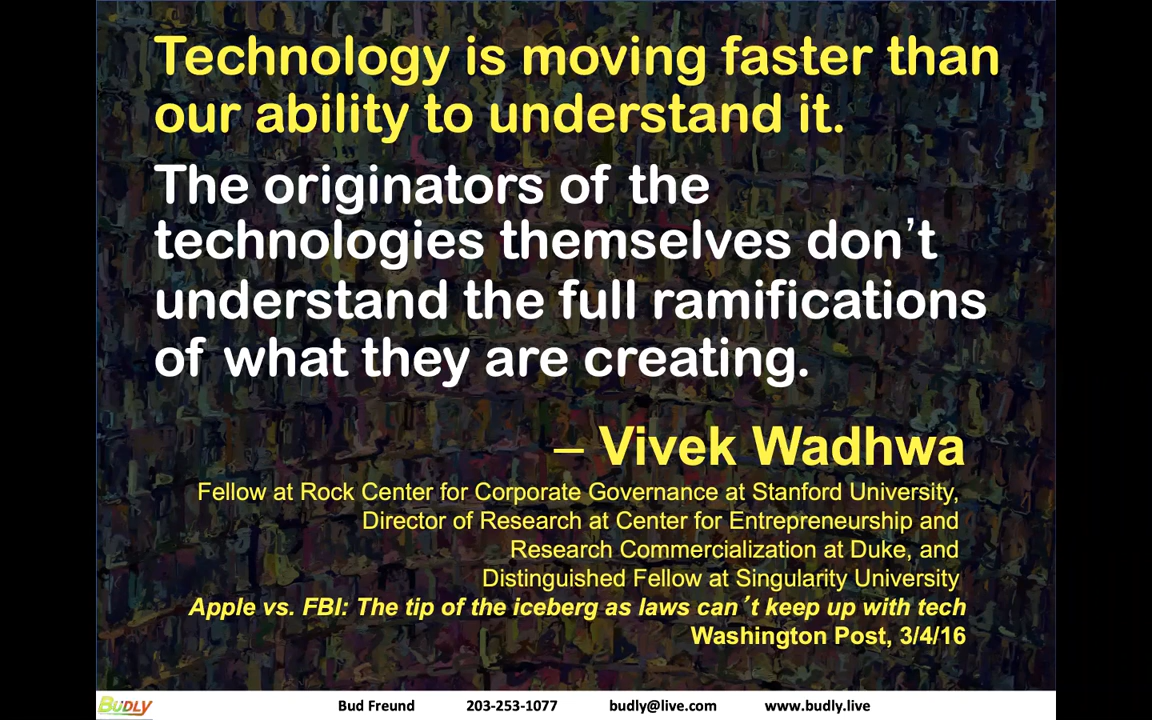 Technology is moving faster than
our ability to understand it.
The originators of the
technologies themselves don’t
understand the full ramifications
of what they are creating.
– Vivek Wadhwa
Fellow at Rock Center for Corporate Governance at Stanford University,
Director of Research at Center for Entrepreneurship and
Research Commercialization at Duke, and
Distinguished Fellow at Singularity University
Apple vs. FBI: The tip of the iceberg as laws can’t keep up with tech
Washington Post, 3/4/16
BUDLY Bud Freund 203-253-1077 budly@live.com www.budly.live